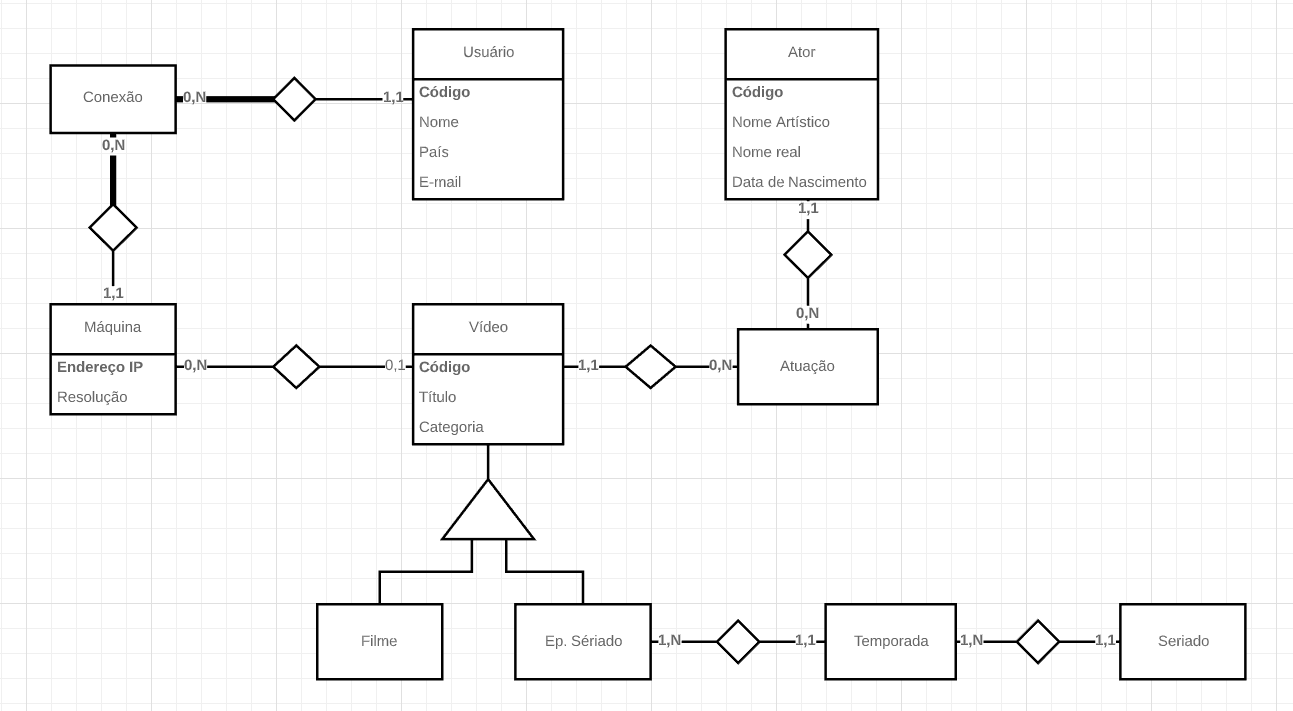 Usuário
Ator
Conexão
0,N
1,1
Código
Nome
País
E-mail
Código
Nome Artístico
Nome real
Data de Nascimento
0,N
1,1
1,1
0,N
Máquina
Endereço IP
Resolução
0,N
0,1
Vídeo
Código
Título
Categoria
1,1
0,N
Atuação
Filme
Ep. Sériado
1,N
1,1
Temporada
1,N
1,1
Seriado